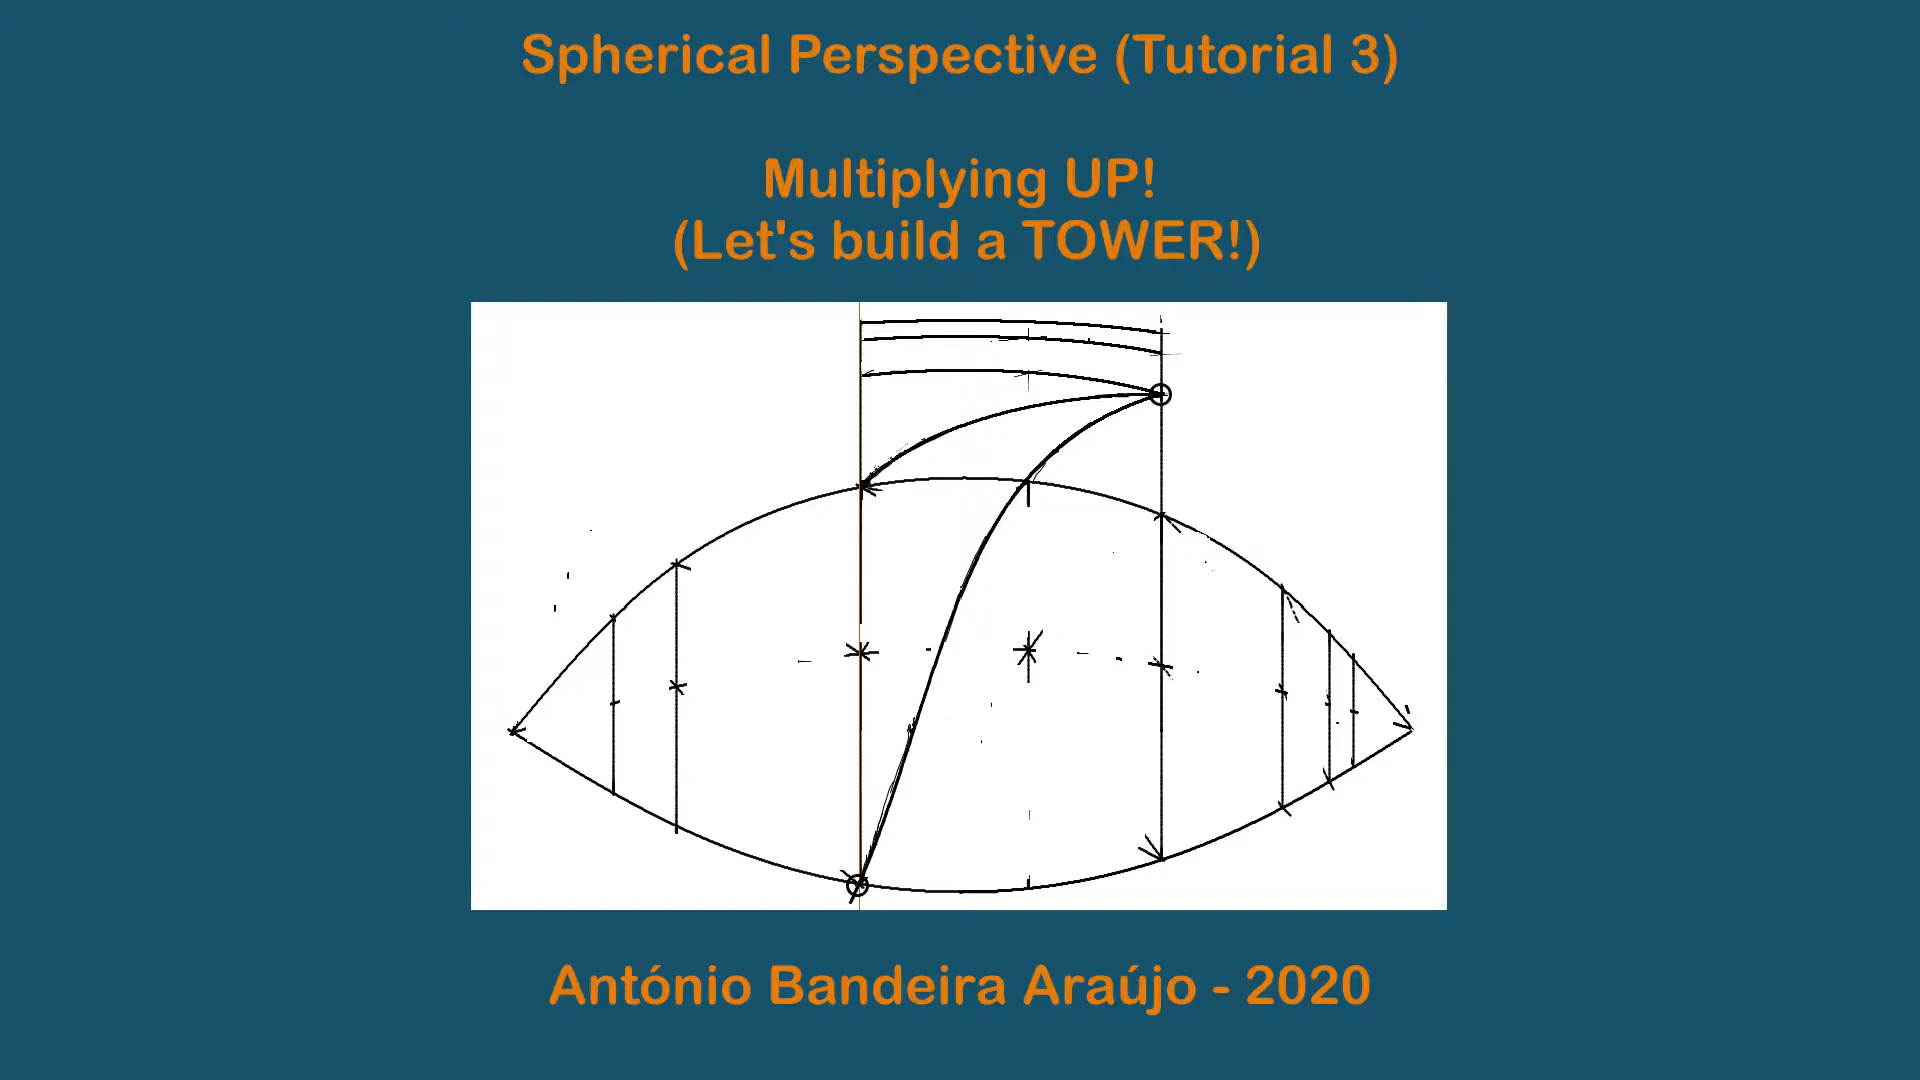 Spherical Perspective (Tutorial 3)
Multiplying UP!
(Let's build a TOWER!)
António Bandeira Araújo - 2020